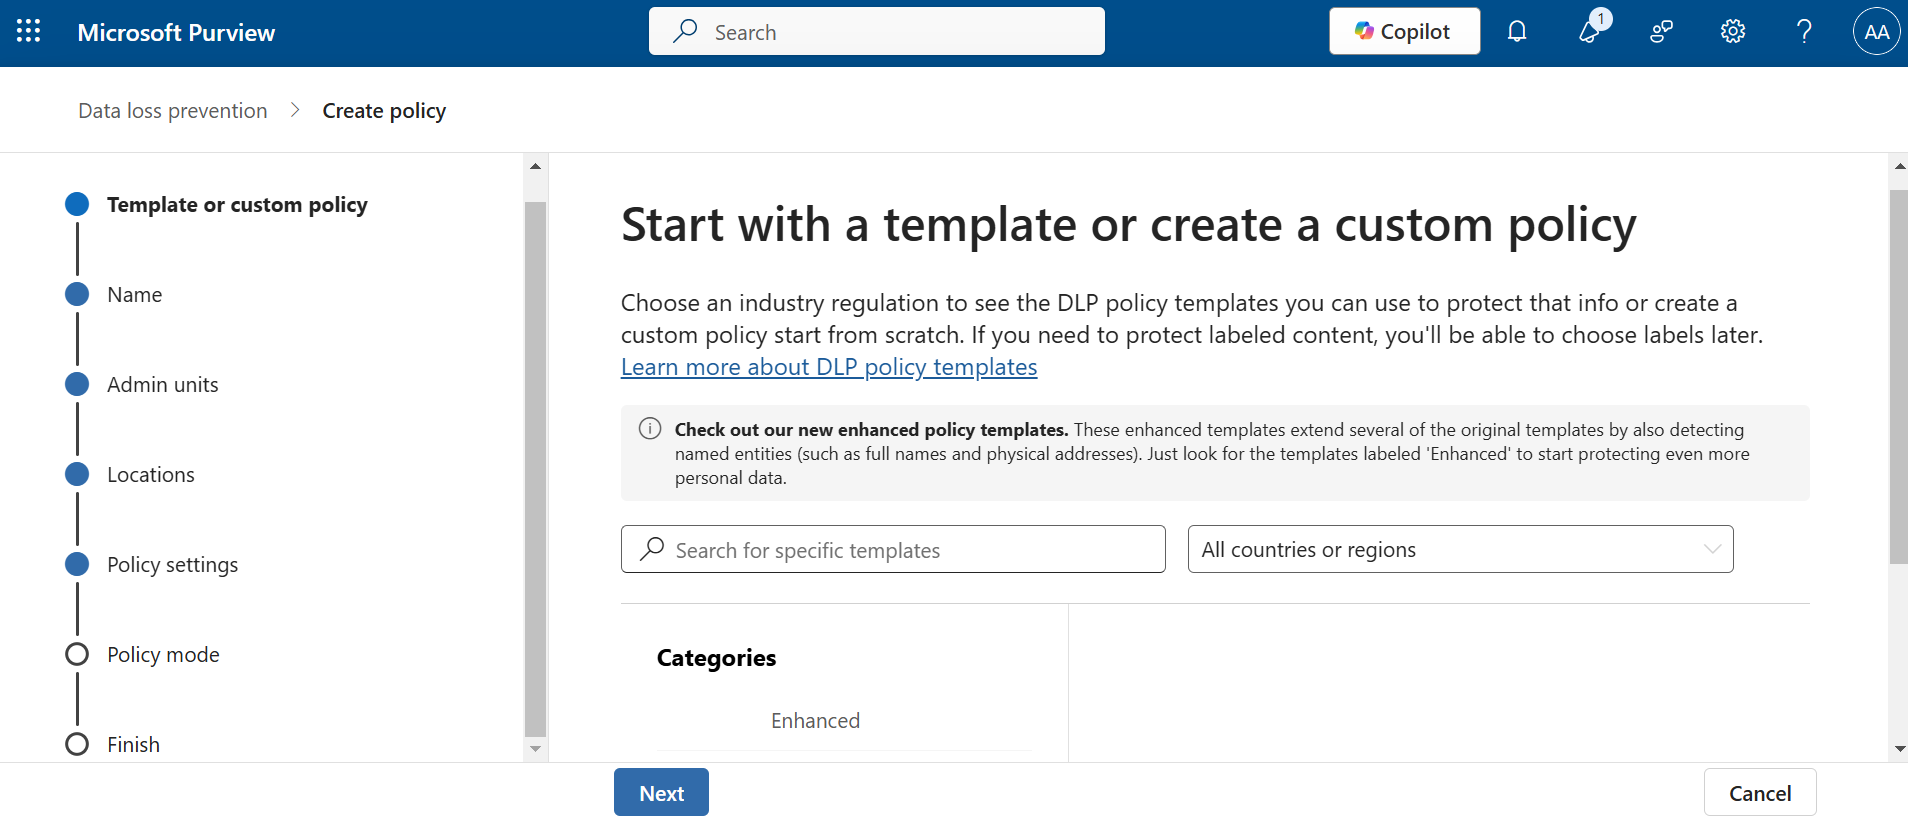 Microsoft Purview
Search
Copilot
1
AA
Data loss prevention
Create policy
Template or custom policy
Name
Admin units
Locations
Policy settings
Policy mode
Finish
Start with a template or create a custom policy
Choose an industry regulation to see the DLP policy templates you can use to protect that info or create a
custom policy start from scratch. If you need to protect labeled content, you'll be able to choose labels later.
Learn more about DLP policy templates
Check out our new enhanced policy templates. These enhanced templates extend several of the original templates by also detecting
named entities (such as full names and physical addresses). Just look for the templates labeled 'Enhanced' to start protecting even more
personal data.
Search for specific templates
All countries or regions
Categories
Enhanced
Next
Cancel